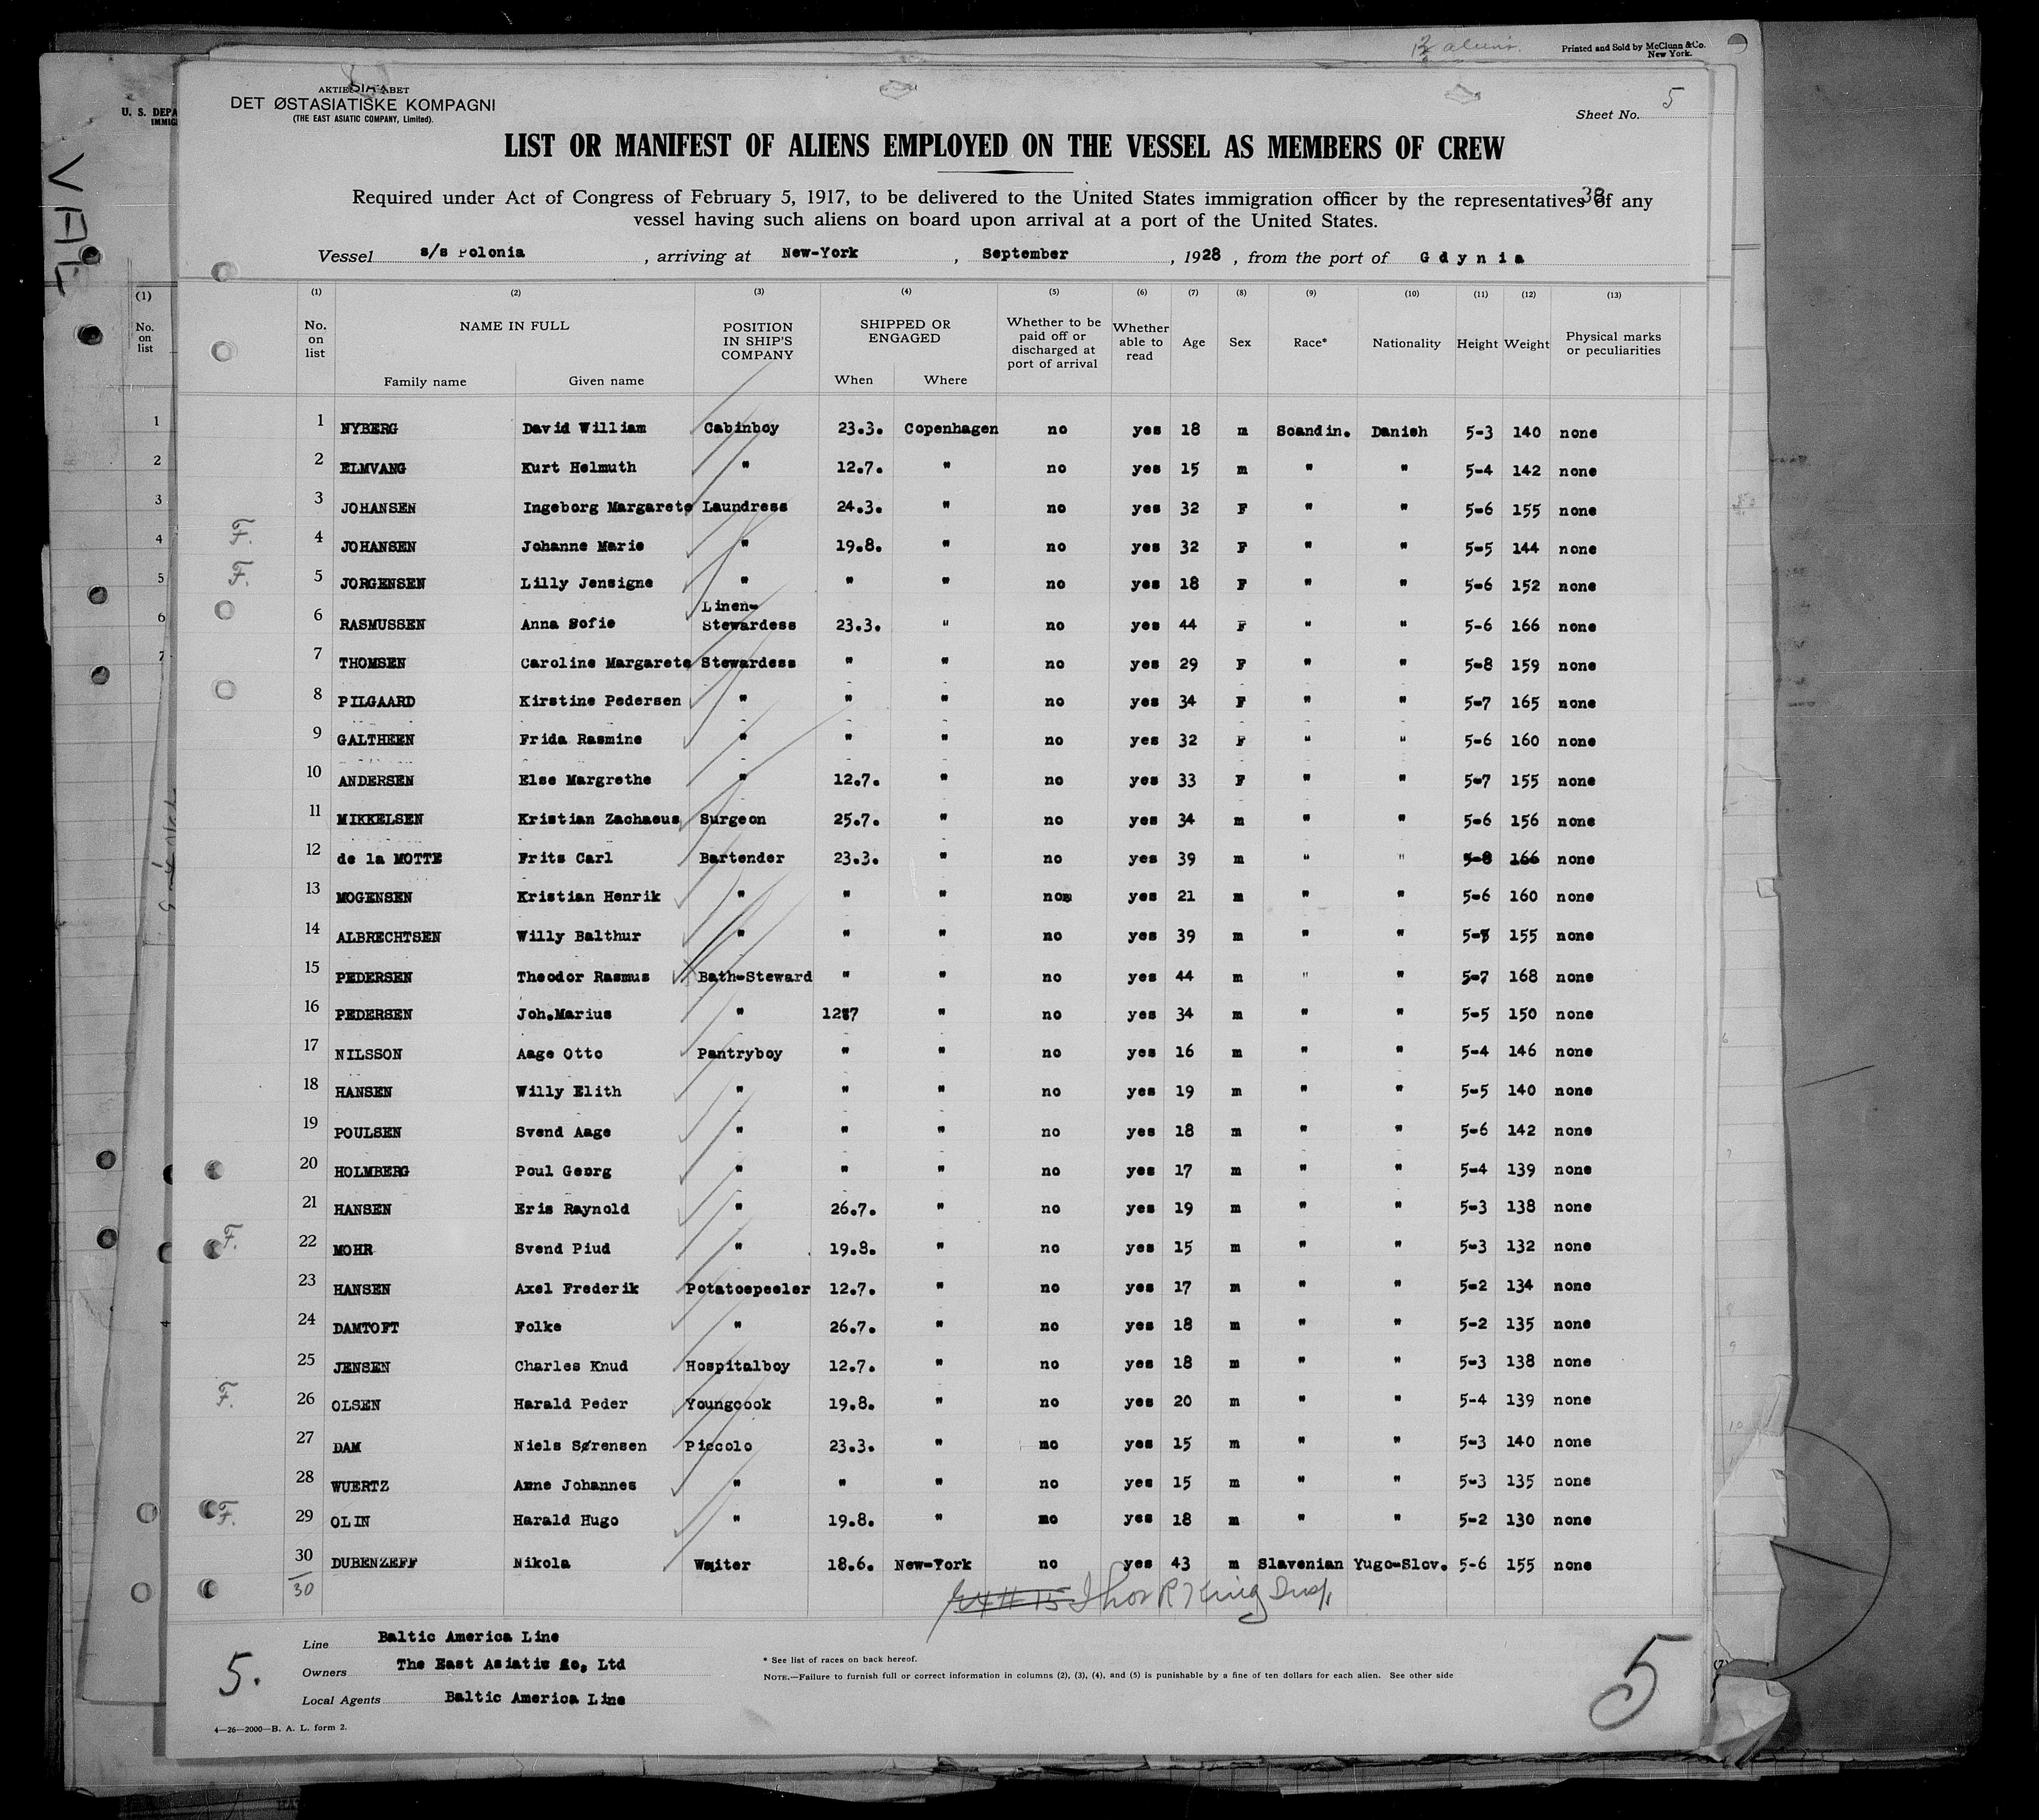 12 aliens.
Printed and Sold by McClunn & Co.
New York.
DET ØSTASIATISKE KOMPAGNI
(THE EAST ASIATIC COMPANY, Limited).
Sheet No. 5
LIST OR MANIFEST OF ALIENS EMPLOYED ON THE VESSEL AS MEMBERS OF CREW
Required under Act of Congress of February 5, 1917, to be delivered to the United States immigration officer by the representatives of any
38
vessel having such aliens on board upon arrival at a port of the United States.
Vessel s/s Polonia , arriving at New-York , September , 1928 , from the port of Gdynia
(1) (2) (3) (4) (5) (6) (7) (8) (9) (10) (11) (12) (13)
No. on list NAME IN FULL POSITION IN SHIP'S COMPANY SHIPPED OR ENGAGED Whether to be paid off or discharged at port of arrival Whether able to read Age Sex Race* Nationality Height Weight Physical marks or peculiarities
Family name Given name When Where
1 NYBERG David William Cabinboy 23.3. Copenhagen no yes 18 m Scandin. Danish 5-3 140 none
2 ELMVANG Kurt Helmuth " 12.7. " no yes 15 m " " 5-4 142 none
3 JOHANSEN Ingeborg Margarete Laundress 24.3. " no yes 32 F " " 5-6 155 none
F. 4 JOHANSEN Johanne Marie " 19.8. " no yes 32 F " " 5-5 144 none
F. 5 JORGENSEN Lilly Jensigne " " " no yes 18 F " " 5-6 152 none
6 RASMUSSEN Anna Sofie Linen-Stewardess 23.3. " no yes 44 F " " 5-6 166 none
7 THOMSEN Caroline Margarete Stewardess " " no yes 29 F " " 5-8 159 none
8 PILGAARD Kirstine Pedersen " " " no yes 34 F " " 5-7 165 none
9 GALTHEEN Frida Rasmine " " " no yes 32 F " " 5-6 160 none
10 ANDERSEN Else Margrethe " 12.7. " no yes 33 F " " 5-7 155 none
11 MIKKELSEN Kristian Zachaeus Surgeon 25.7. " no yes 34 m " " 5-6 156 none
12 de la MOTTE Frits Carl Bartender 23.3. " no yes 39 m " " 5-8 166 none
13 MOGENSEN Kristian Henrik " " " nom yes 21 m " " 5-6 160 none
14 ALBRECHTSEN Willy Balthur " " " no yes 39 m " " 155 none
15 PEDERSEN Theodor Rasmus Bath-Steward " " no yes 44 m " " 5-7 168 none
16 PEDERSEN Joh.Marius " " no yes 34 m " " 5-5 150 none
17 NILSSON Aage Otto Pantryboy " " no yes 16 m " " 5-4 146 none
18 HANSEN Willy Elith " " " no yes 19 m " " 5-5 140 none
19 POULSEN Svend Aage " " " no yes 18 m " " 5-6 142 none
20 HOLMBERG Poul Georg " " " no yes 17 m " " 5-4 139 none
21 HANSEN Eris Raynold " 26.7. " no yes 19 m " " 5-3 138 none
F. 22 MOHR Svend Piud " 19.8. " no yes 15 m " " 5-3 132 none
23 HANSEN Axel Frederik Potatoepeeler 12.7. " no yes 17 m " " 5-2 134 none
24 DAMTOFT Folke " 26.7. " no yes 18 m " " 5-2 135 none
25 JENSEN Charles Knud Hospitalboy 12.7. " no yes 18 m " " 5-3 138 none
F. 26 OLSEN Harald Peder Youngcook 19.8. " no yes 20 m " " 5-4 139 none
27 DAM Niels Sørensen Piccolo 23.3. " no yes 15 m " " 5-3 140 none
28 WUERTZ Anne Johannes " " " no yes 15 m " " 5-3 135 none
F. 29 OLIN Harald Hugo " 19.8. " no yes 18 m " " 5-2 130 none
30 DUBENZEFF Nikola Waiter 18.6. New-York no yes 43 m Slavenian Yugo-Slov. 5-6 155 none
30
Thos R King Insp.
Line Baltic America Line
Owners The East Asiatic Co, Ltd
Local Agents Baltic America Line
5.
* See list of races on back hereof.
NOTE.—Failure to furnish full or correct information in columns (2), (3), (4), and (5) is punishable by a fine of ten dollars for each alien. See other side
5
4—26—2000—B. A. L. form 2.